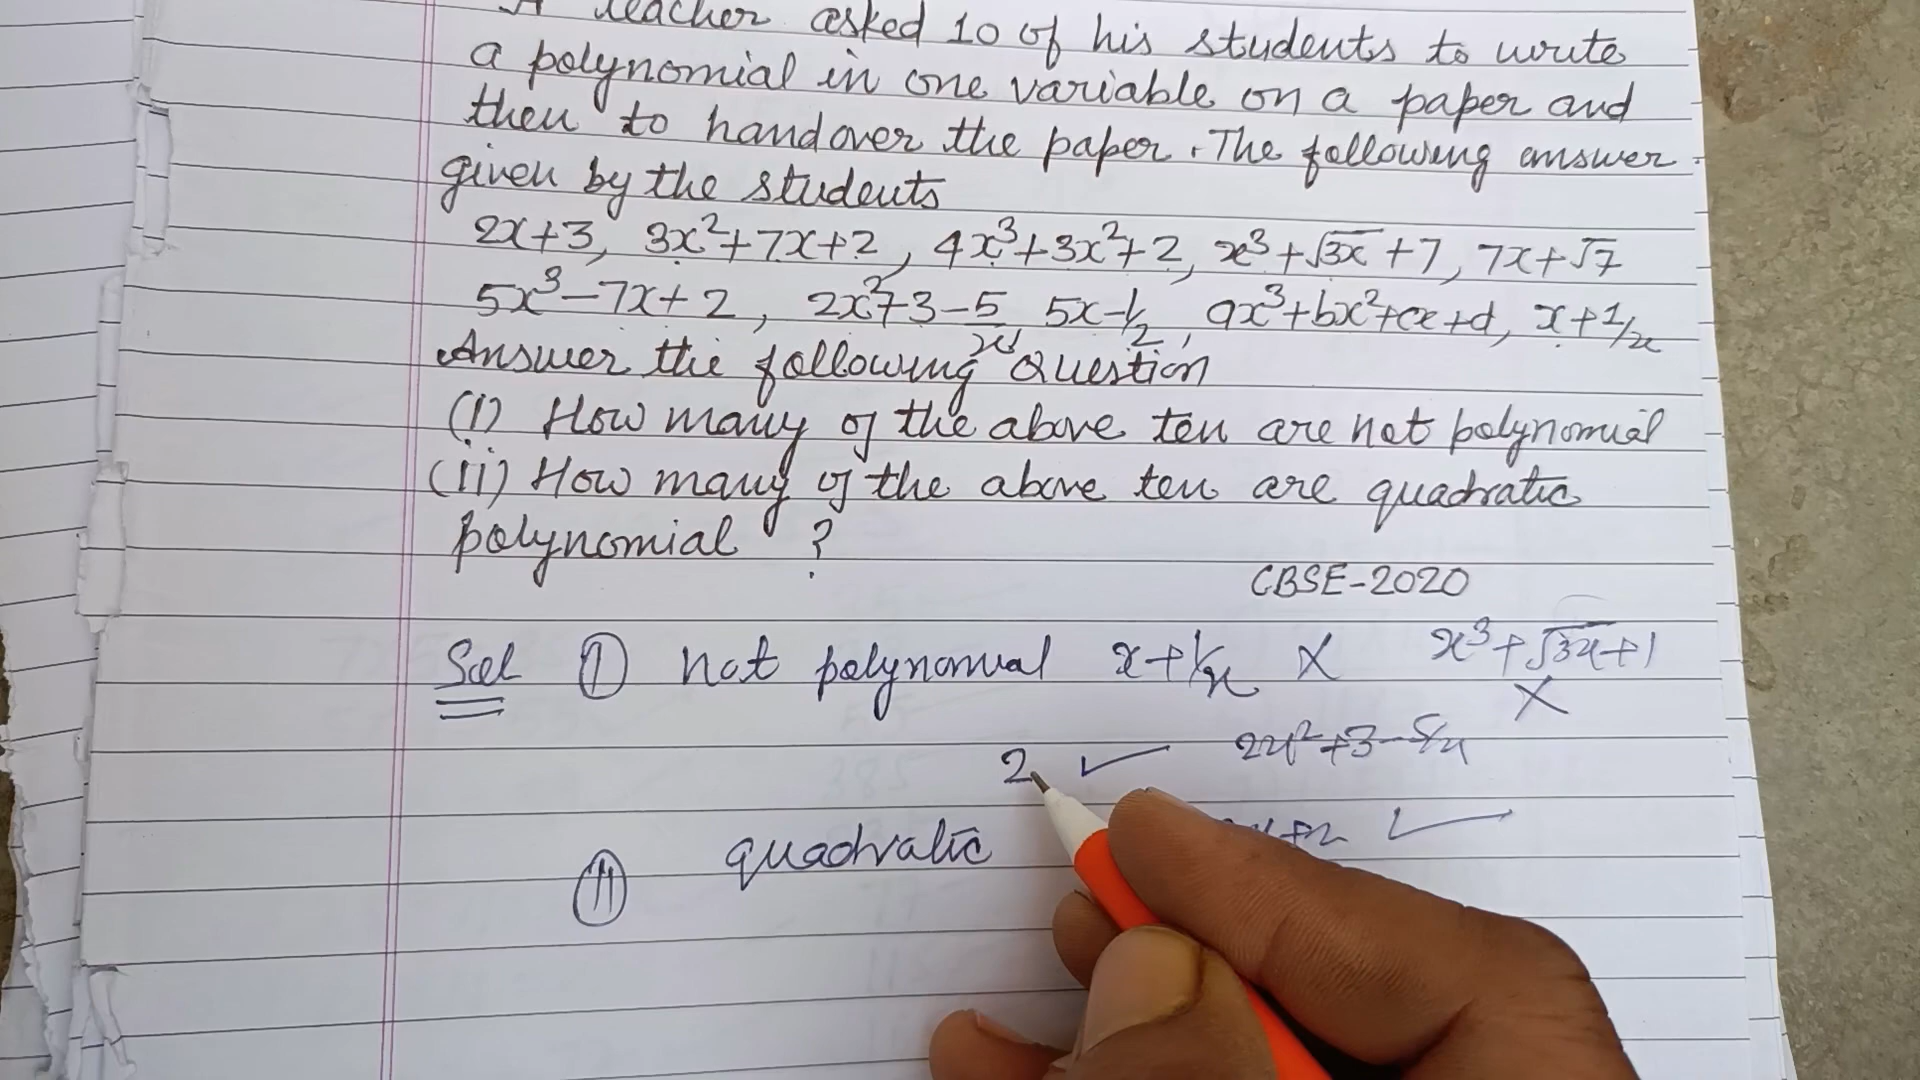 A teacher asked 10 of his students to write
a polynomial in one variable on a paper and
then to handover the paper. The following answer
given by the students
2x+3, 3x²+7x+2, 4x³+3x²+2, x³+√3x+7, 7x+√7
5x³-7x+2, 2x²+3-5/x, 5x-1/2, ax³+bx²+cx+d, x+1/x
Answer the following Question
(I) How many of the above ten are not polynomial
(ii) How many of the above ten are quadratic
polynomial ?
CBSE-2020
Sol (I) not polynomial x+1/x X x³+√3x+1 X
2 ✓ 2x²+3-5/x
(II) quadratic ✓